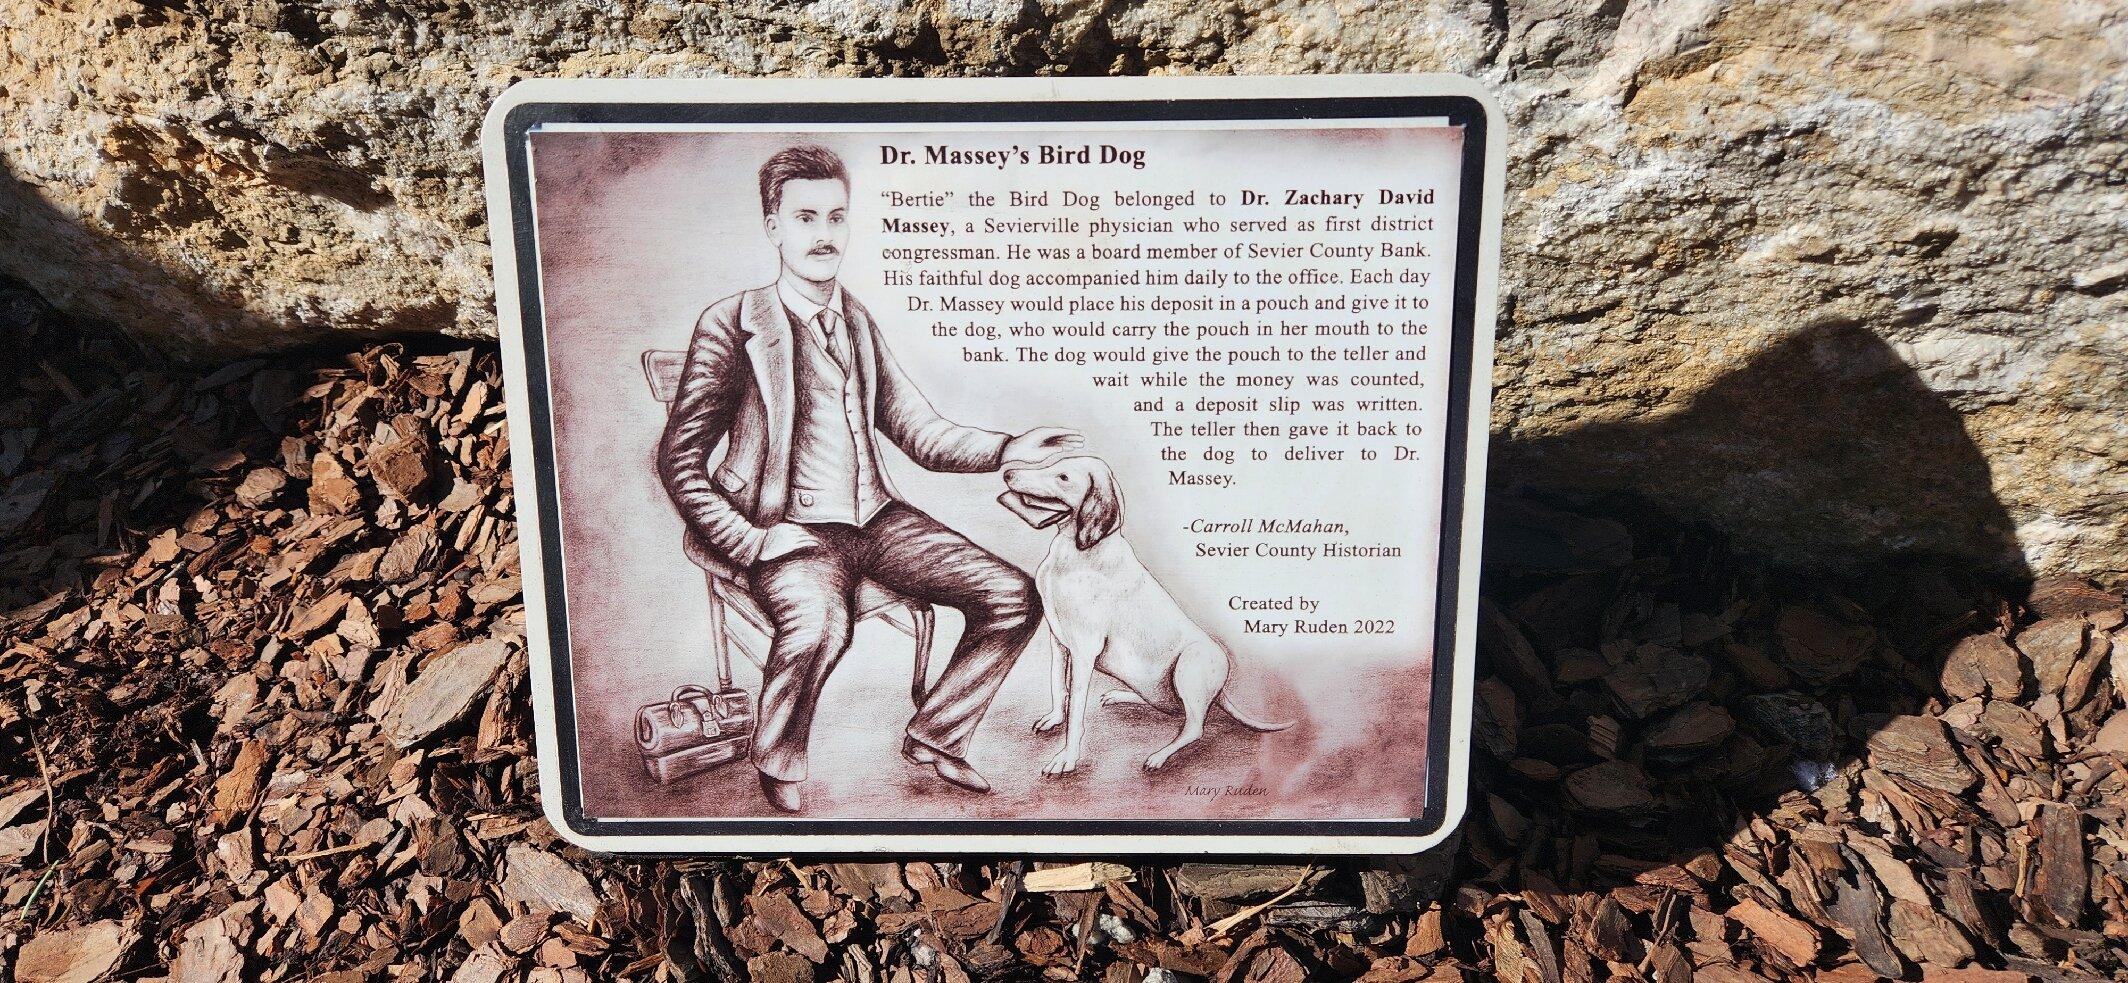 Dr. Massey's Bird Dog
“Bertie” the Bird Dog belonged to Dr. Zachary David
Massey, a Sevierville physician who served as first district
congressman. He was a board member of Sevier County Bank.
His faithful dog accompanied him daily to the office. Each day
Dr. Massey would place his deposit in a pouch and give it to
the dog, who would carry the pouch in her mouth to the
bank. The dog would give the pouch to the teller and
wait while the money was counted,
and a deposit slip was written.
The teller then gave it back to
the dog to deliver to Dr.
Massey.
-Carroll McMahan,
Sevier County Historian
Created by
Mary Ruden 2022
Mary Ruden